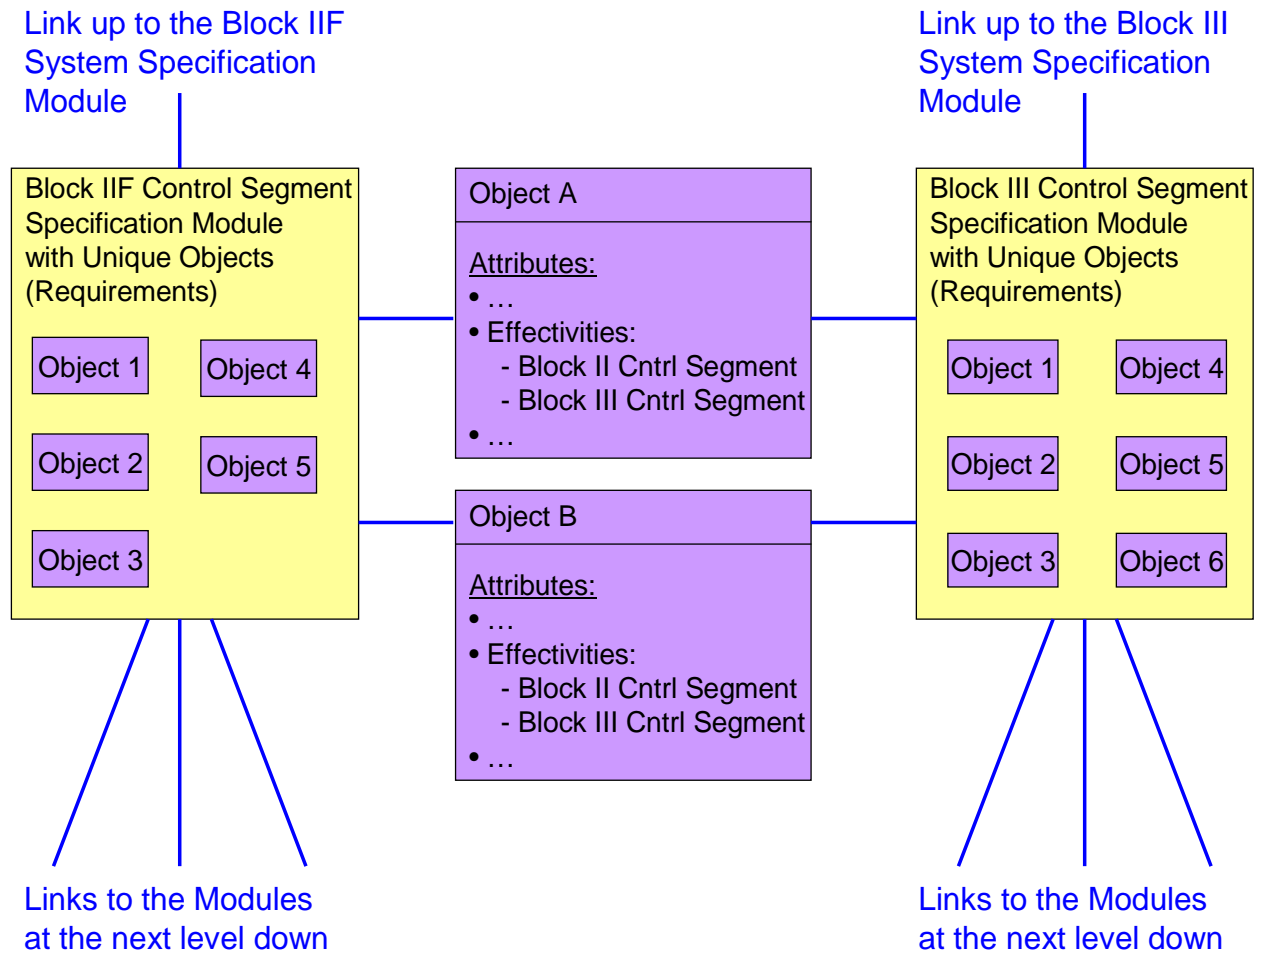 Link up to the Block IIF
System Specification
Module
Link up to the Block III
System Specification
Module
Block IIF Control Segment
Specification Module
with Unique Objects
(Requirements)
Object 1
Object 4
Object 2
Object 5
Object 3
Object A
Attributes:
• …
• Effectivities:
- Block II Cntrl Segment
- Block III Cntrl Segment
• …
Object B
Attributes:
• …
• Effectivities:
- Block II Cntrl Segment
- Block III Cntrl Segment
• …
Block III Control Segment
Specification Module
with Unique Objects
(Requirements)
Object 1
Object 4
Object 2
Object 5
Object 3
Object 6
Links to the Modules
at the next level down
Links to the Modules
at the next level down